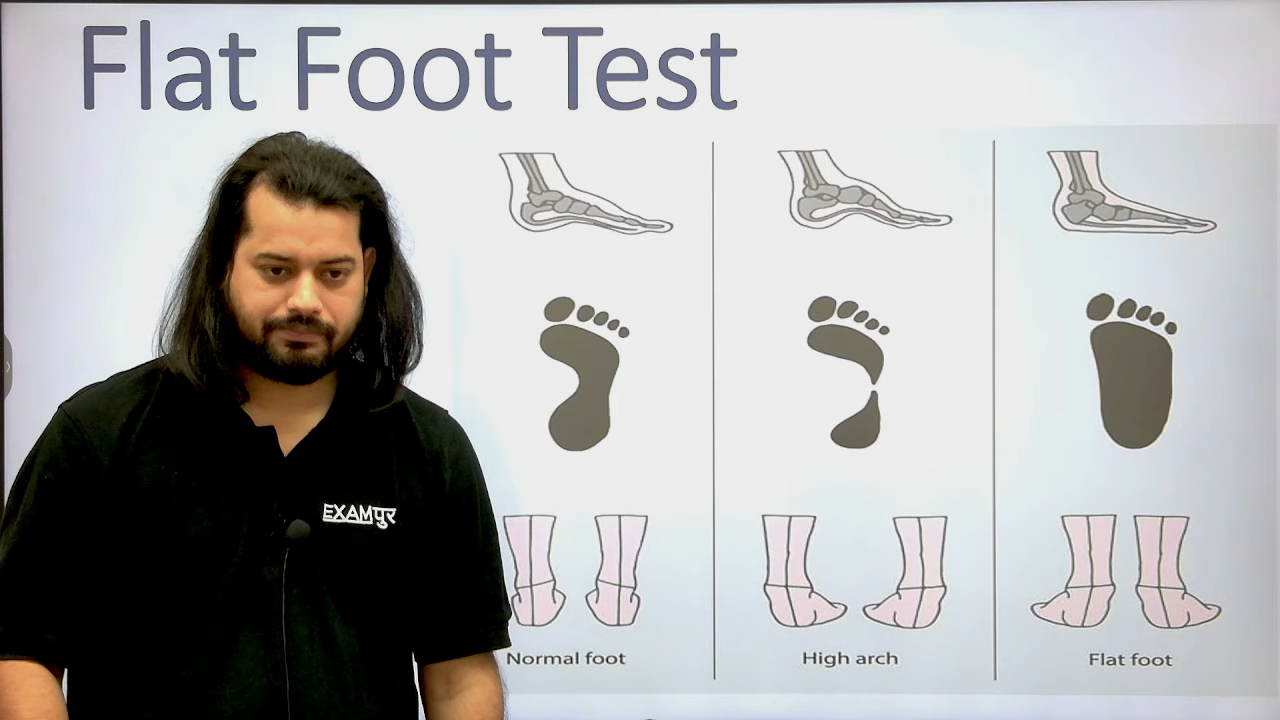 Flat Foot Test
EXAMपुर
Normal foot
High arch
Flat foot